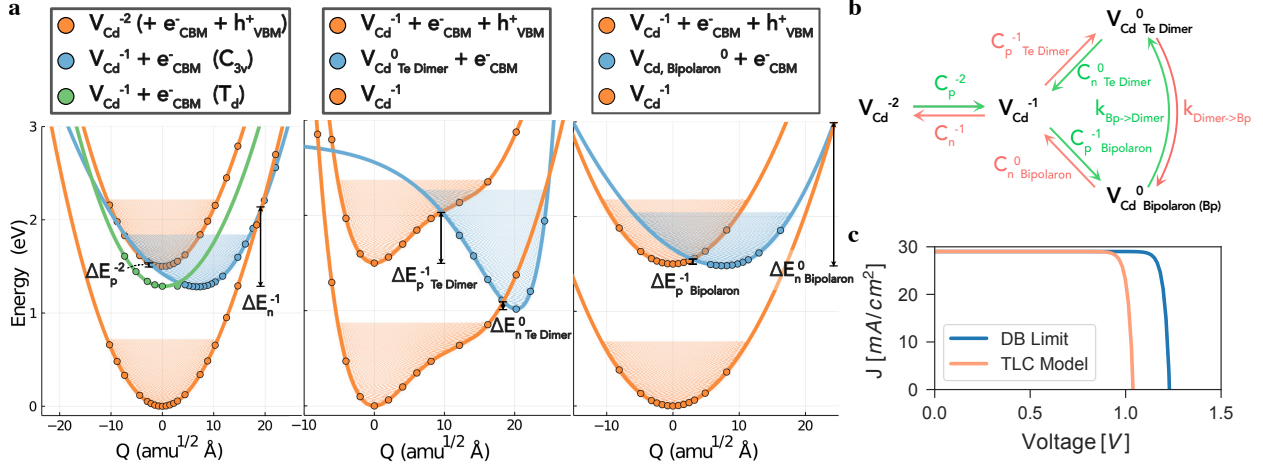 a
V_Cd^-2 (+ e^-_CBM + h^+_VBM)
V_Cd^-1 + e^-_CBM (C_3v)
V_Cd^-1 + e^-_CBM (T_d)
V_Cd^-1 + e^-_CBM + h^+_VBM
V_Cd^0 Te Dimer + e^-_CBM
V_Cd^-1
V_Cd^-1 + e^-_CBM + h^+_VBM
V_Cd, Bipolaron^0 + e^-_CBM
V_Cd^-1
Energy (eV)
3
2
1
0
ΔE_p^-2
ΔE_n^-1
−20 −10 0 10 20
Q (amu^1/2 Å)
ΔE_p^-1 Te Dimer
ΔE_n^0 Te Dimer
0 10 20
Q (amu^1/2 Å)
ΔE_p^-1 Bipolaron
ΔE_n^0 Bipolaron
−10 0 10 20
Q (amu^1/2 Å)
b
V_Cd^0 Te Dimer
C_p^-1 Te Dimer
C_n^0 Te Dimer
C_p^-2
V_Cd^-2
V_Cd^-1
C_n^-1
k_Bp->Dimer
k_Dimer->Bp
C_p^-1 Bipolaron
C_n^0 Bipolaron
V_Cd^0 Bipolaron (Bp)
c
J [mA/cm^2]
30
20
10
0
DB Limit
TLC Model
0.0 0.5 1.0 1.5
Voltage [V]